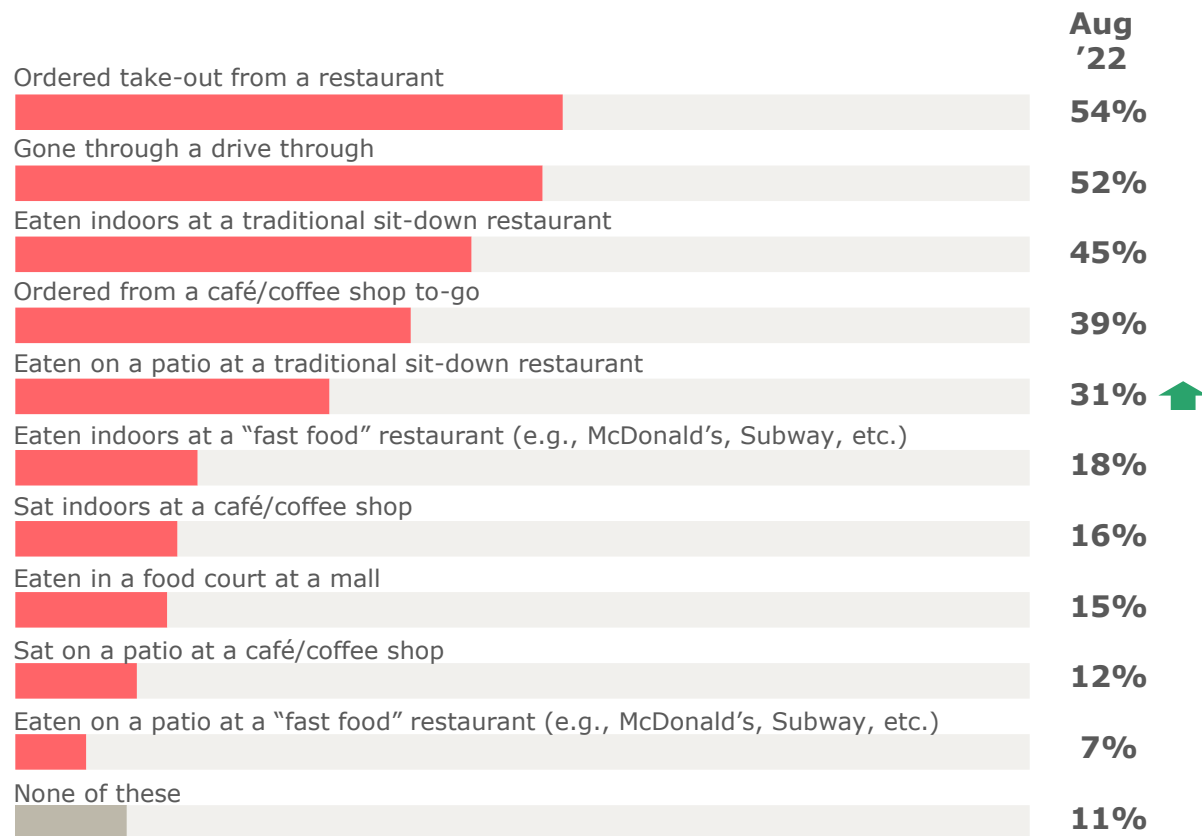 Aug
’22
Ordered take-out from a restaurant
54%
Gone through a drive through
52%
Eaten indoors at a traditional sit-down restaurant
45%
Ordered from a café/coffee shop to-go
39%
Eaten on a patio at a traditional sit-down restaurant
31%
Eaten indoors at a “fast food” restaurant (e.g., McDonald’s, Subway, etc.)
18%
Sat indoors at a café/coffee shop
16%
Eaten in a food court at a mall
15%
Sat on a patio at a café/coffee shop
12%
Eaten on a patio at a “fast food” restaurant (e.g., McDonald’s, Subway, etc.)
7%
None of these
11%